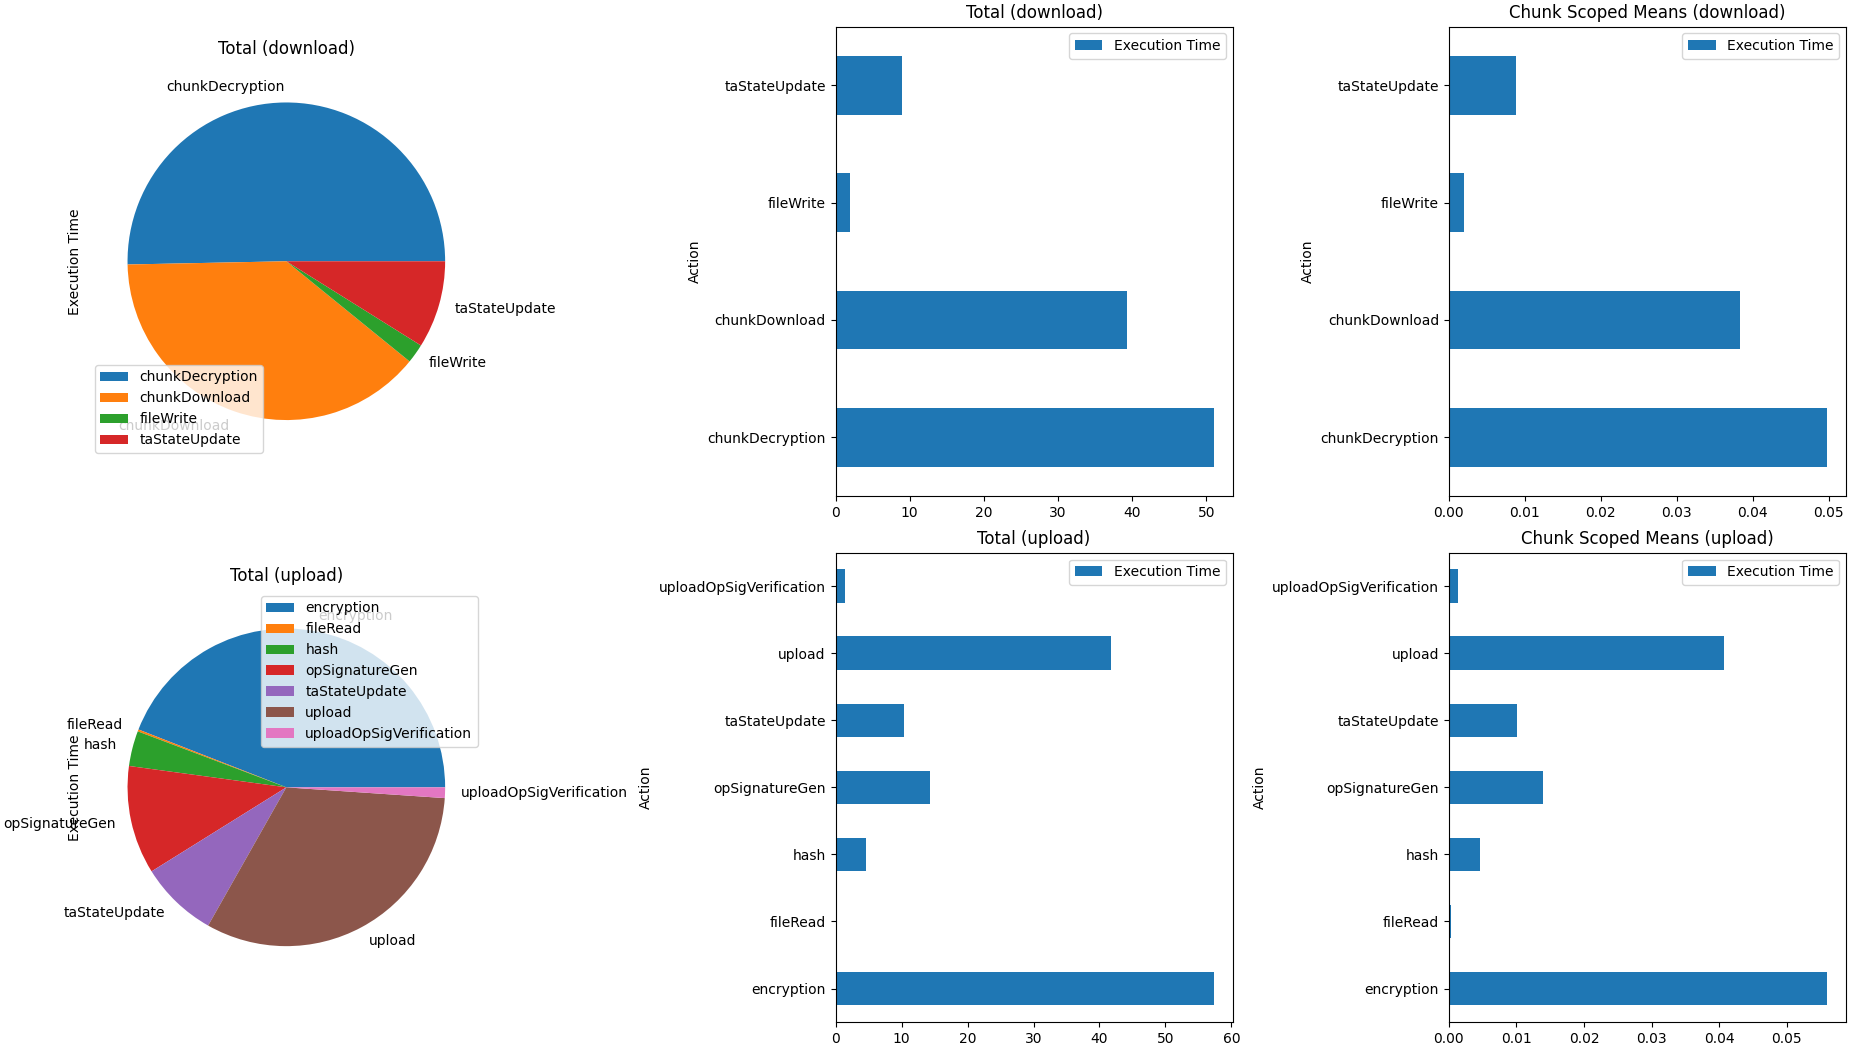 Total (download)
chunkDecryption
Execution Time
taStateUpdate
fileWrite
chunkDownload
chunkDecryption
chunkDownload
fileWrite
taStateUpdate
Total (download)
Execution Time
Action
taStateUpdate
fileWrite
chunkDownload
chunkDecryption
0 10 20 30 40 50
Chunk Scoped Means (download)
Execution Time
Action
taStateUpdate
fileWrite
chunkDownload
chunkDecryption
0.00 0.01 0.02 0.03 0.04 0.05
Total (upload)
encryption
fileRead
hash
Execution Time
opSignatureGen
taStateUpdate
upload
uploadOpSigVerification
encryption
fileRead
hash
opSignatureGen
taStateUpdate
upload
uploadOpSigVerification
Total (upload)
Execution Time
Action
uploadOpSigVerification
upload
taStateUpdate
opSignatureGen
hash
fileRead
encryption
0 10 20 30 40 50 60
Chunk Scoped Means (upload)
Execution Time
Action
uploadOpSigVerification
upload
taStateUpdate
opSignatureGen
hash
fileRead
encryption
0.00 0.01 0.02 0.03 0.04 0.05